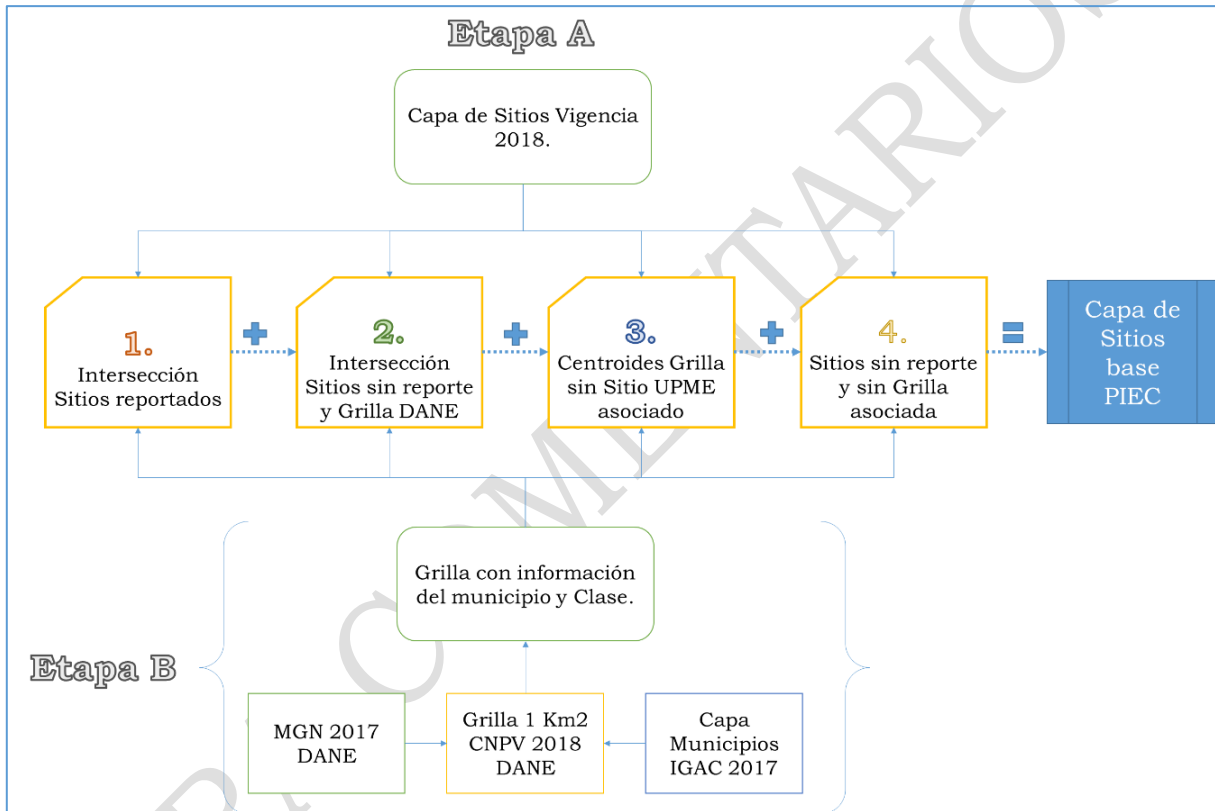 Etapa A
Capa de Sitios Vigencia
2018.
1.
Intersección
Sitios reportados
+
2.
Intersección
Sitios sin reporte
y Grilla DANE
+
3.
Centroides Grilla
sin Sitio UPME
asociado
+
4.
Sitios sin reporte
y sin Grilla
asociada
=
Capa de
Sitios
base
PIEC
Grilla con información
del municipio y Clase.
Etapa B
MGN 2017
DANE
Grilla 1 Km2
CNPV 2018
DANE
Capa
Municipios
IGAC 2017
COMENTARIOS